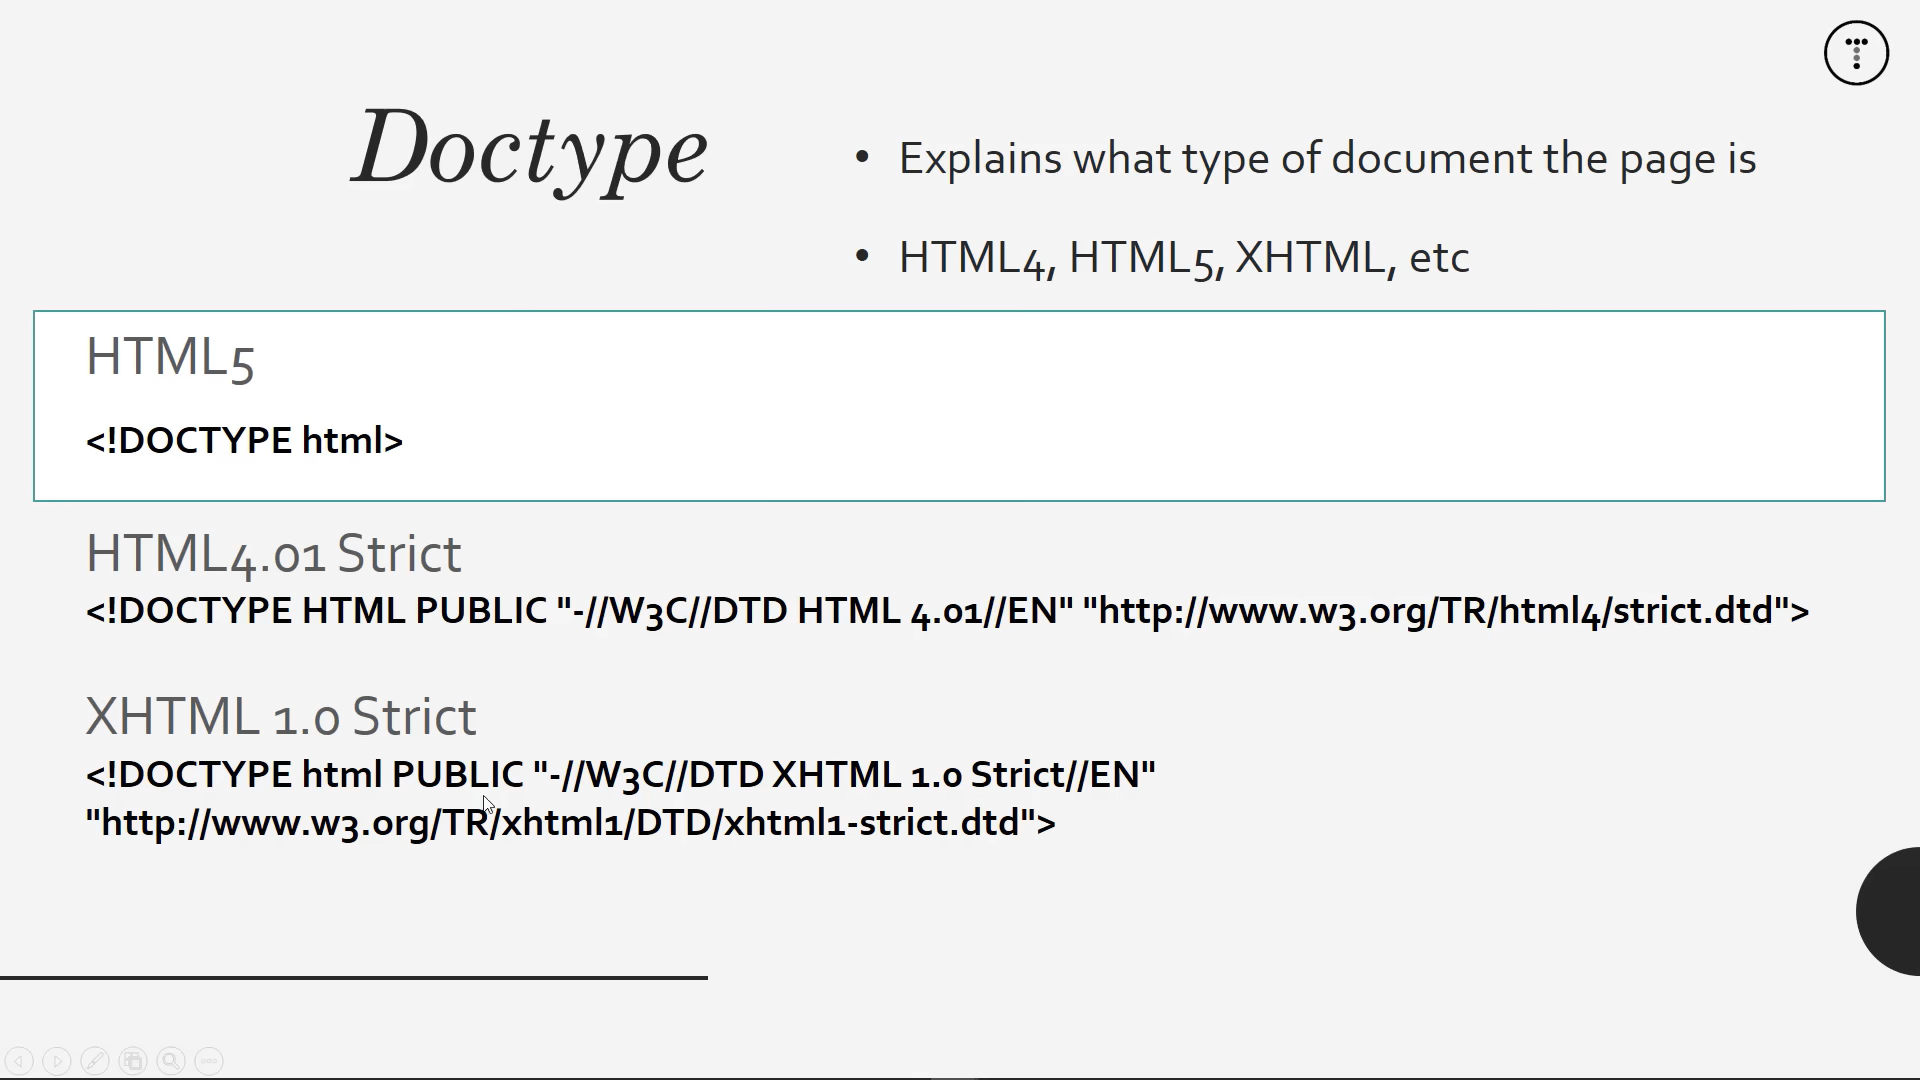 Doctype
• Explains what type of document the page is
• HTML4, HTML5, XHTML, etc
HTML5
<!DOCTYPE html>
HTML4.01 Strict
<!DOCTYPE HTML PUBLIC "-//W3C//DTD HTML 4.01//EN" "http://www.w3.org/TR/html4/strict.dtd">
XHTML 1.0 Strict
<!DOCTYPE html PUBLIC "-//W3C//DTD XHTML 1.0 Strict//EN"
"http://www.w3.org/TR/xhtml1/DTD/xhtml1-strict.dtd">